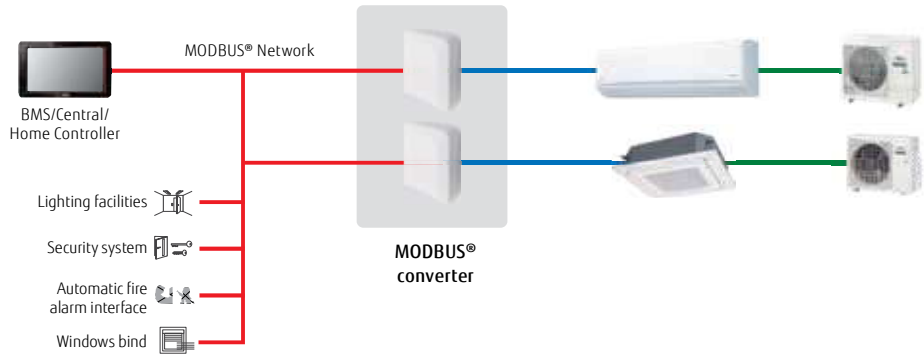 MODBUS® Network
BMS/Central/
Home Controller
Lighting facilities
Security system
Automatic fire
alarm interface
Windows bind
MODBUS®
converter